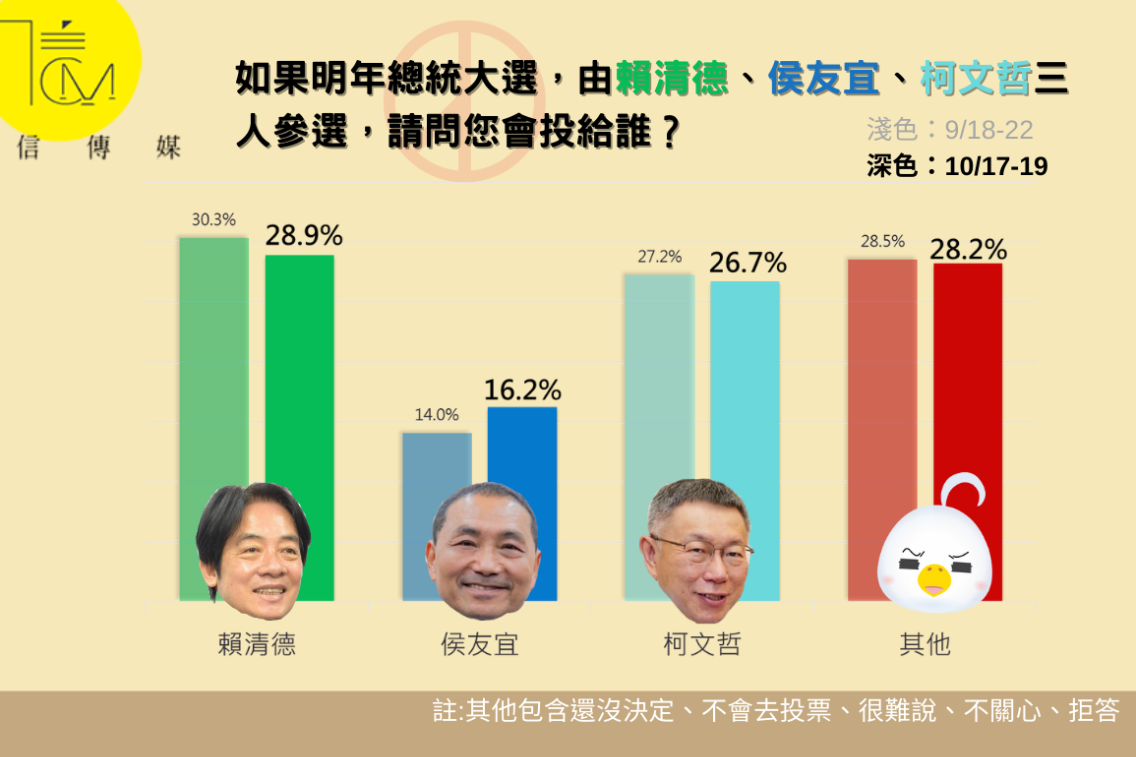 信傳媒
如果明年總統大選，由賴清德、侯友宜、柯文哲三
人參選，請問您會投給誰？
淺色：9/18-22
深色：10/17-19
30.3%
28.9%
14.0%
16.2%
27.2%
26.7%
28.5%
28.2%
賴清德
侯友宜
柯文哲
其他
註:其他包含還沒決定、不會去投票、很難說、不關心、拒答